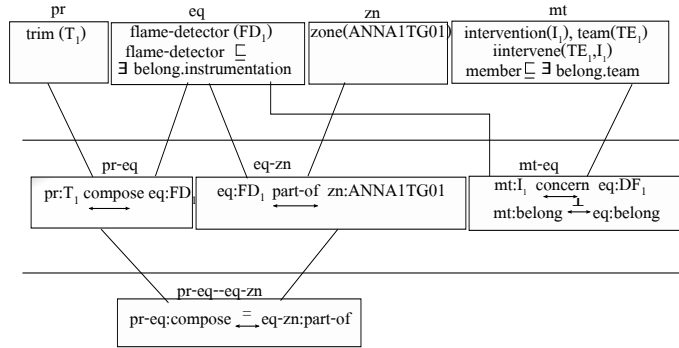 pr
eq
zn
mt
trim (T₁)
flame-detector (FD₁)
flame-detector ⊑
∃ belong.instrumentation
zone(ANNA1TG01)
intervention(I₁), team(TE₁)
iintervene(TE₁,I₁)
member ⊑ ∃ belong.team
pr-eq
eq-zn
mt-eq
pr:T₁ compose eq:FD₁
⟷
eq:FD₁ part-of zn:ANNA1TG01
⟷
mt:I₁ concern eq:DF₁
⟷
⊥
mt:belong ⟷ eq:belong
pr-eq--eq-zn
=
pr-eq:compose ⟷ eq-zn:part-of